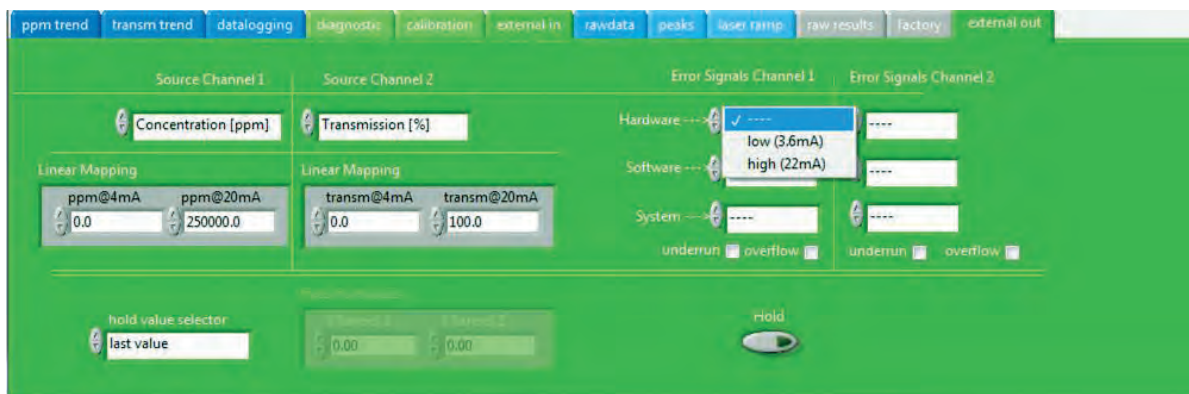 ppm trend transm trend datalogging diagnostic calibration external in rawdata peaks laser ramp raw results factory external out
Source Channel 1 Source Channel 2 Error Signals Channel 1 Error Signals Channel 2
Concentration [ppm] Transmission [%] Hardware ---> ✓ ---- ----
low (3.6mA)
high (22mA)
Linear Mapping Linear Mapping Software ---> ----
ppm@4mA ppm@20mA transm@4mA transm@20mA
0.0 250000.0 0.0 100.0 System ---> ---- ----
underrun overflow underrun overflow
hold value selector Channel 1 Channel 2 Hold
last value 0.00 0.00